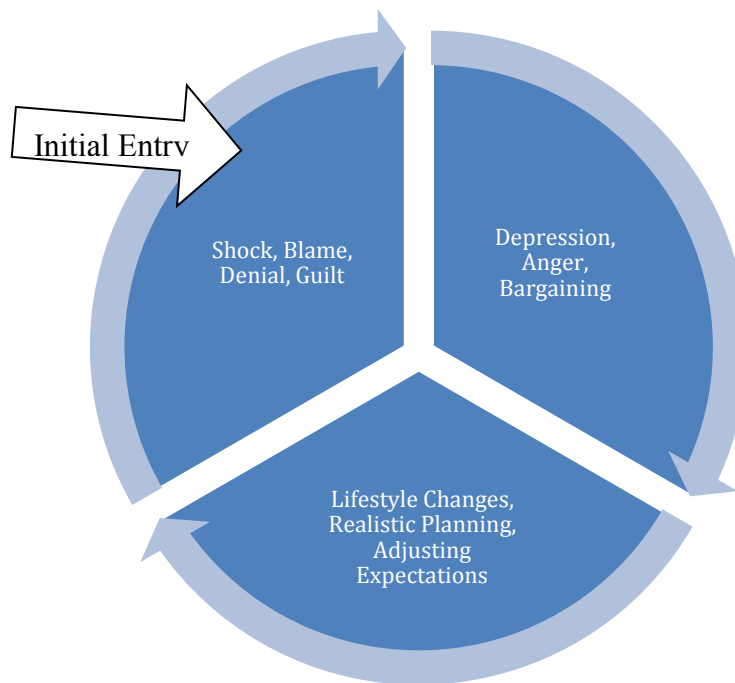 Initial Entry
Shock, Blame,
Denial, Guilt
Depression,
Anger,
Bargaining
Lifestyle Changes,
Realistic Planning,
Adjusting
Expectations